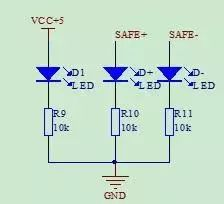 VCC+5 SAFE+ SAFE-
D1 D+ D-
LED LED LED
R9 R10 R11
10k 10k 10k
GND